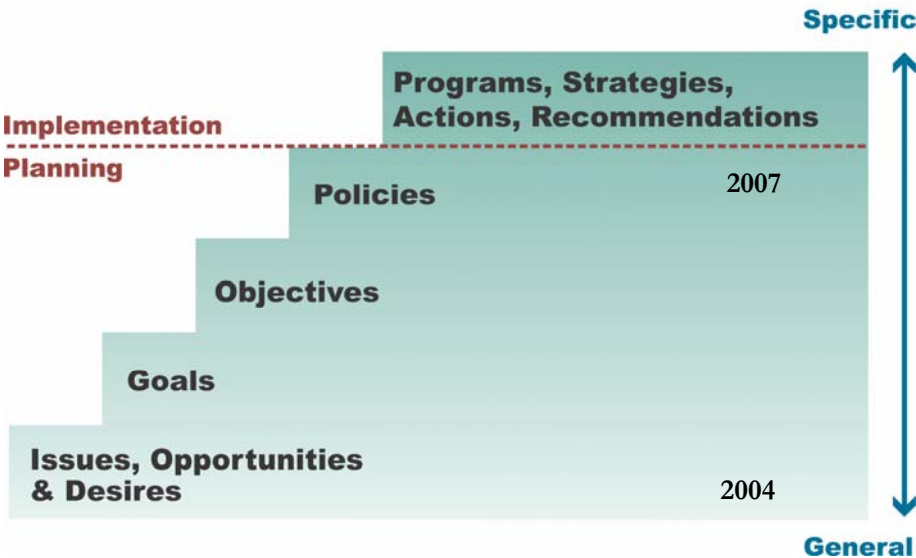 Specific
Programs, Strategies,
Actions, Recommendations
Implementation
Planning
Policies
2007
Objectives
Goals
Issues, Opportunities
& Desires
2004
General